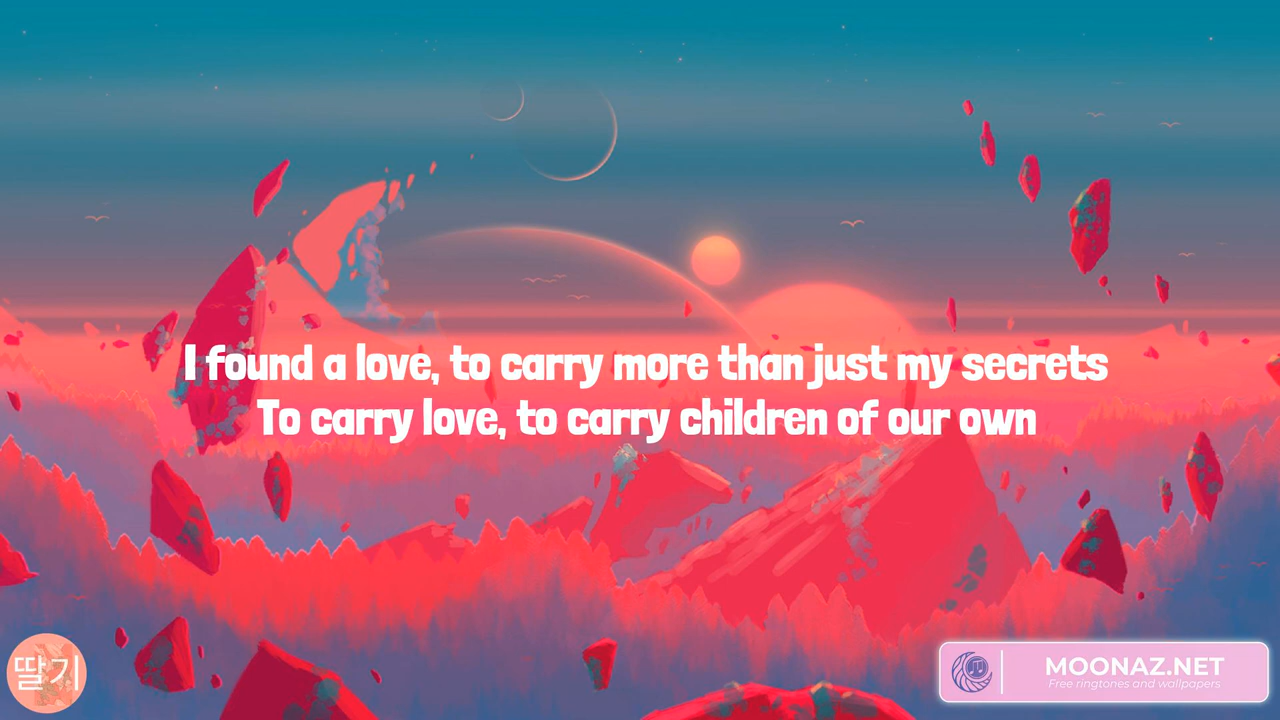 I found a love, to carry more than just my secrets
To carry love, to carry children of our own
딸기
MOONAZ.NET
Free ringtones and wallpapers